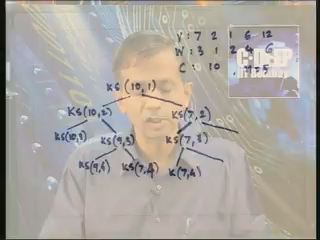 V: 7 2 1 6 12
W: 3 1 2 4 6
C: 10
KS(10,1)
KS(10,2) KS(7,2)
KS(10,3) KS(9,3) KS(7,3)
KS(9,4) KS(7,4) K(7,4)